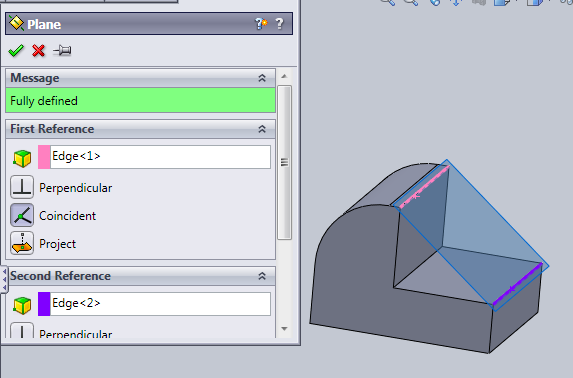 Plane
Message
Fully defined
First Reference
Edge<1>
Perpendicular
Coincident
Project
Second Reference
Edge<2>
Perpendicular